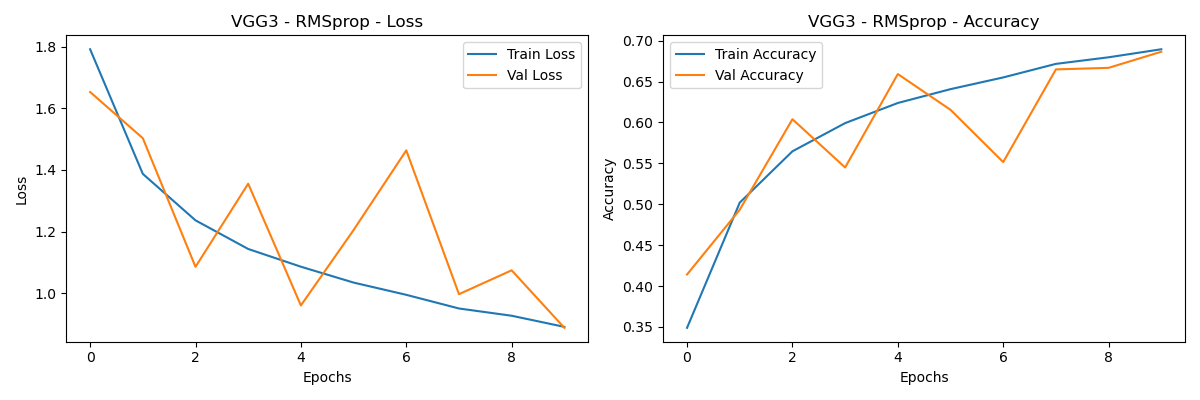 VGG3 - RMSprop - Loss
Train Loss
Val Loss
1.8
1.6
1.4
1.2
1.0
Loss
0
2
4
6
8
Epochs
VGG3 - RMSprop - Accuracy
Train Accuracy
Val Accuracy
0.70
0.65
0.60
0.55
0.50
0.45
0.40
0.35
Accuracy
0
2
4
6
8
Epochs